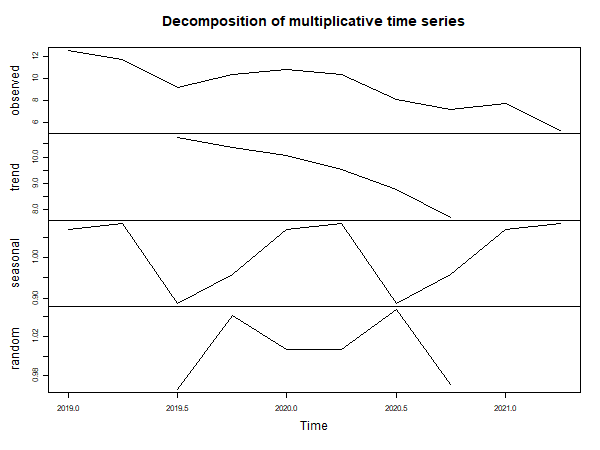 Decomposition of multiplicative time series
observed
12
10
8
6
trend
10.0
9.0
8.0
seasonal
1.00
0.90
random
1.02
0.98
2019.0 2019.5 2020.0 2020.5 2021.0
Time